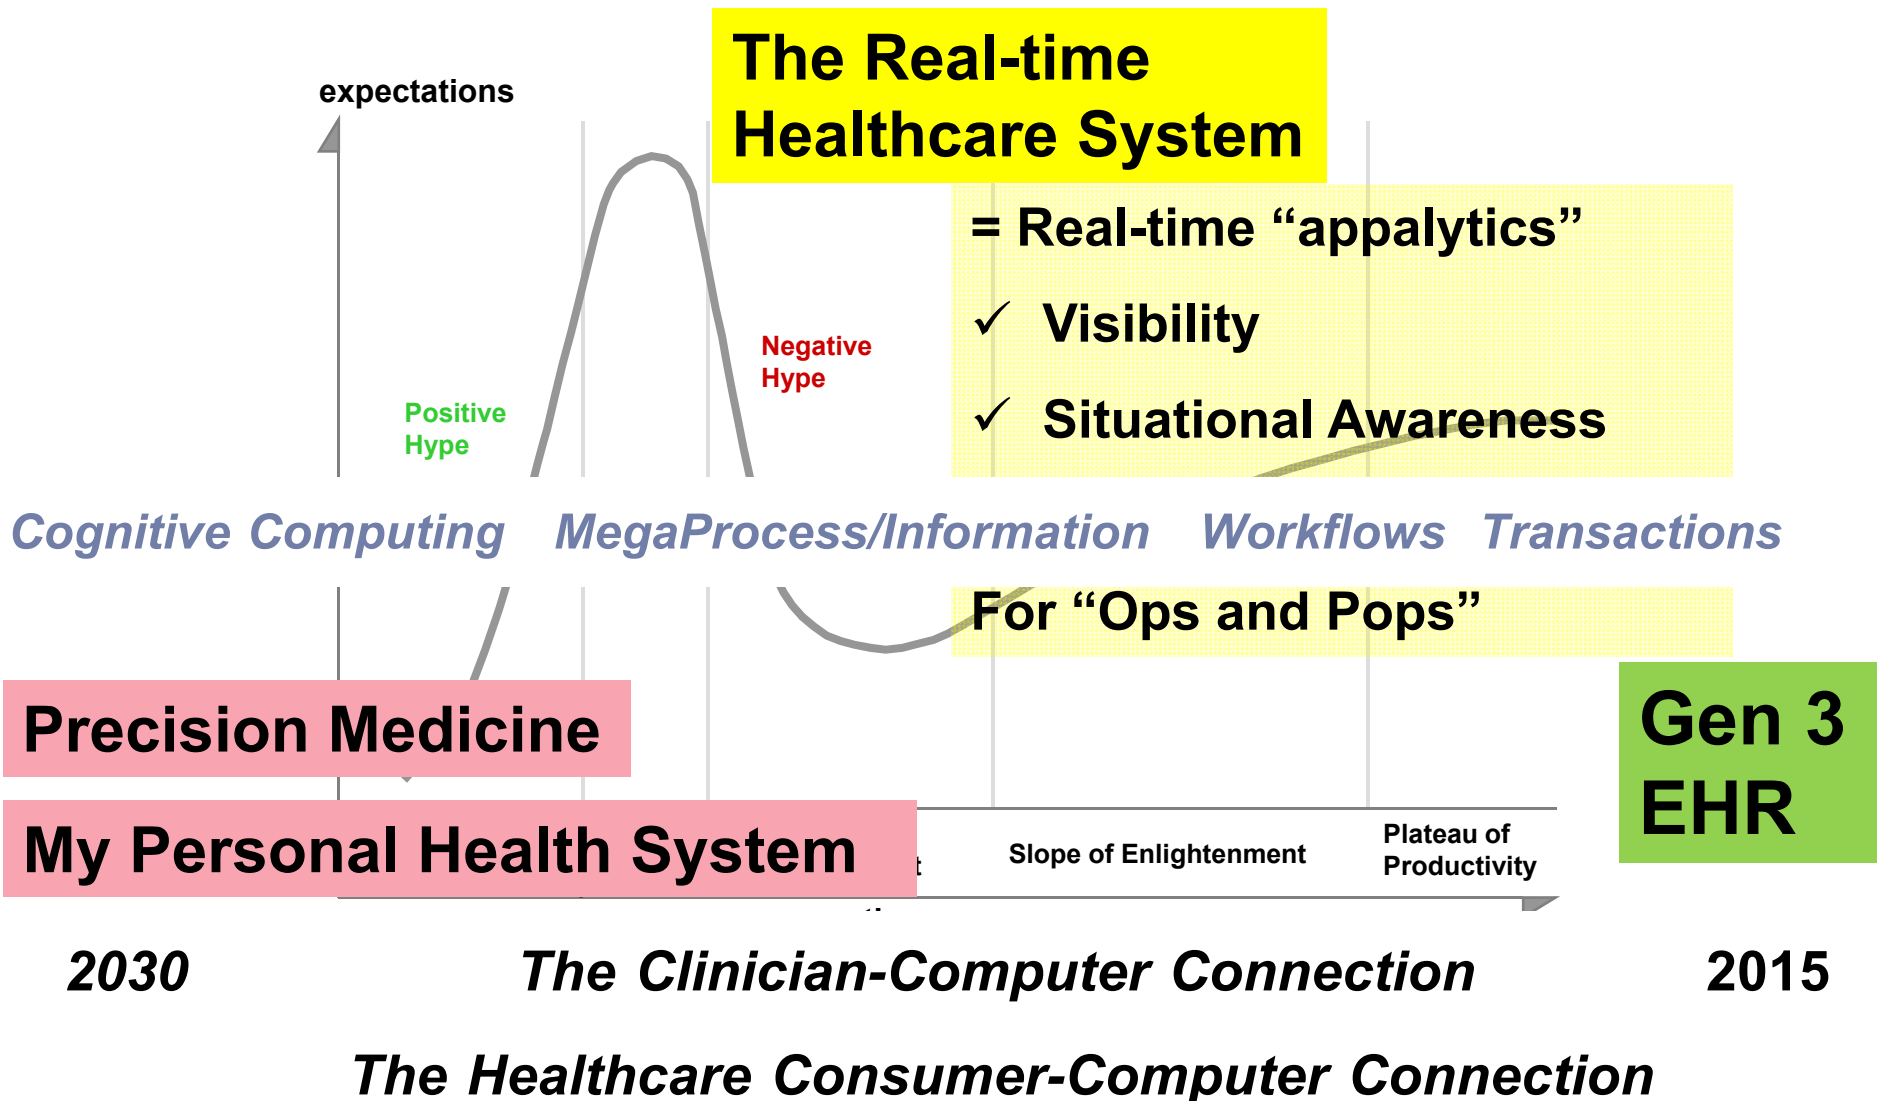 The Real-time
Healthcare System
expectations
= Real-time “appalytics”
✓ Visibility
Negative
Hype
✓ Situational Awareness
Positive
Hype
Cognitive Computing MegaProcess/Information Workflows Transactions
For “Ops and Pops”
Precision Medicine
Gen 3
EHR
My Personal Health System
Slope of Enlightenment
Plateau of
Productivity
2030 The Clinician-Computer Connection 2015
The Healthcare Consumer-Computer Connection